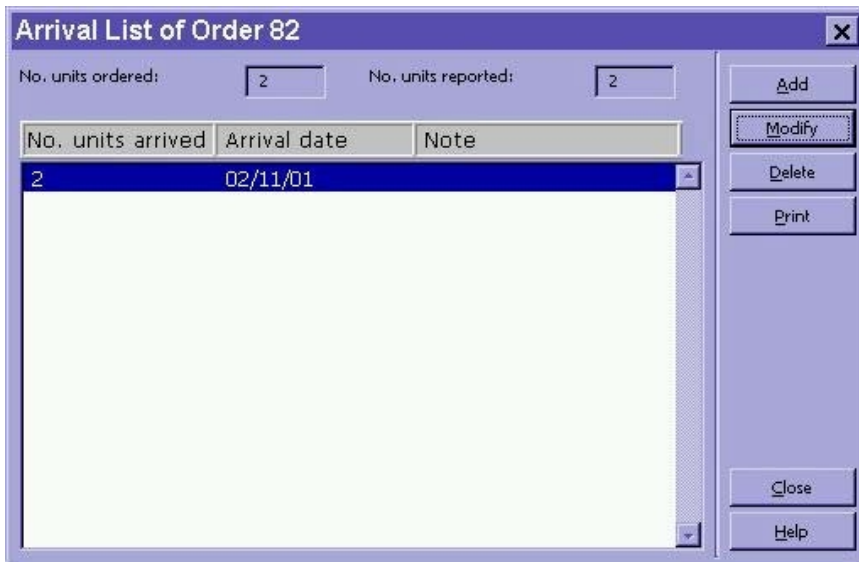 Arrival List of Order 82
No. units ordered: 2 No. units reported: 2
No. units arrived Arrival date Note
2 02/11/01
Add
Modify
Delete
Print
Close
Help